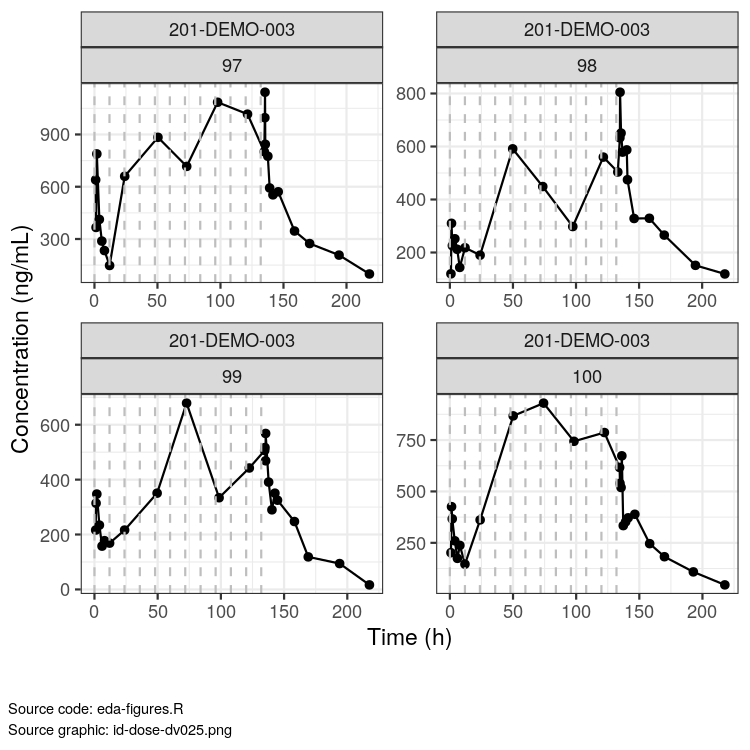 201-DEMO-003
97
900
600
300
0 50 100 150 200
201-DEMO-003
98
800
600
400
200
0 50 100 150 200
Concentration (ng/mL)
201-DEMO-003
99
600
400
200
0
0 50 100 150 200
201-DEMO-003
100
750
500
250
0 50 100 150 200
Time (h)
Source code: eda-figures.R
Source graphic: id-dose-dv025.png